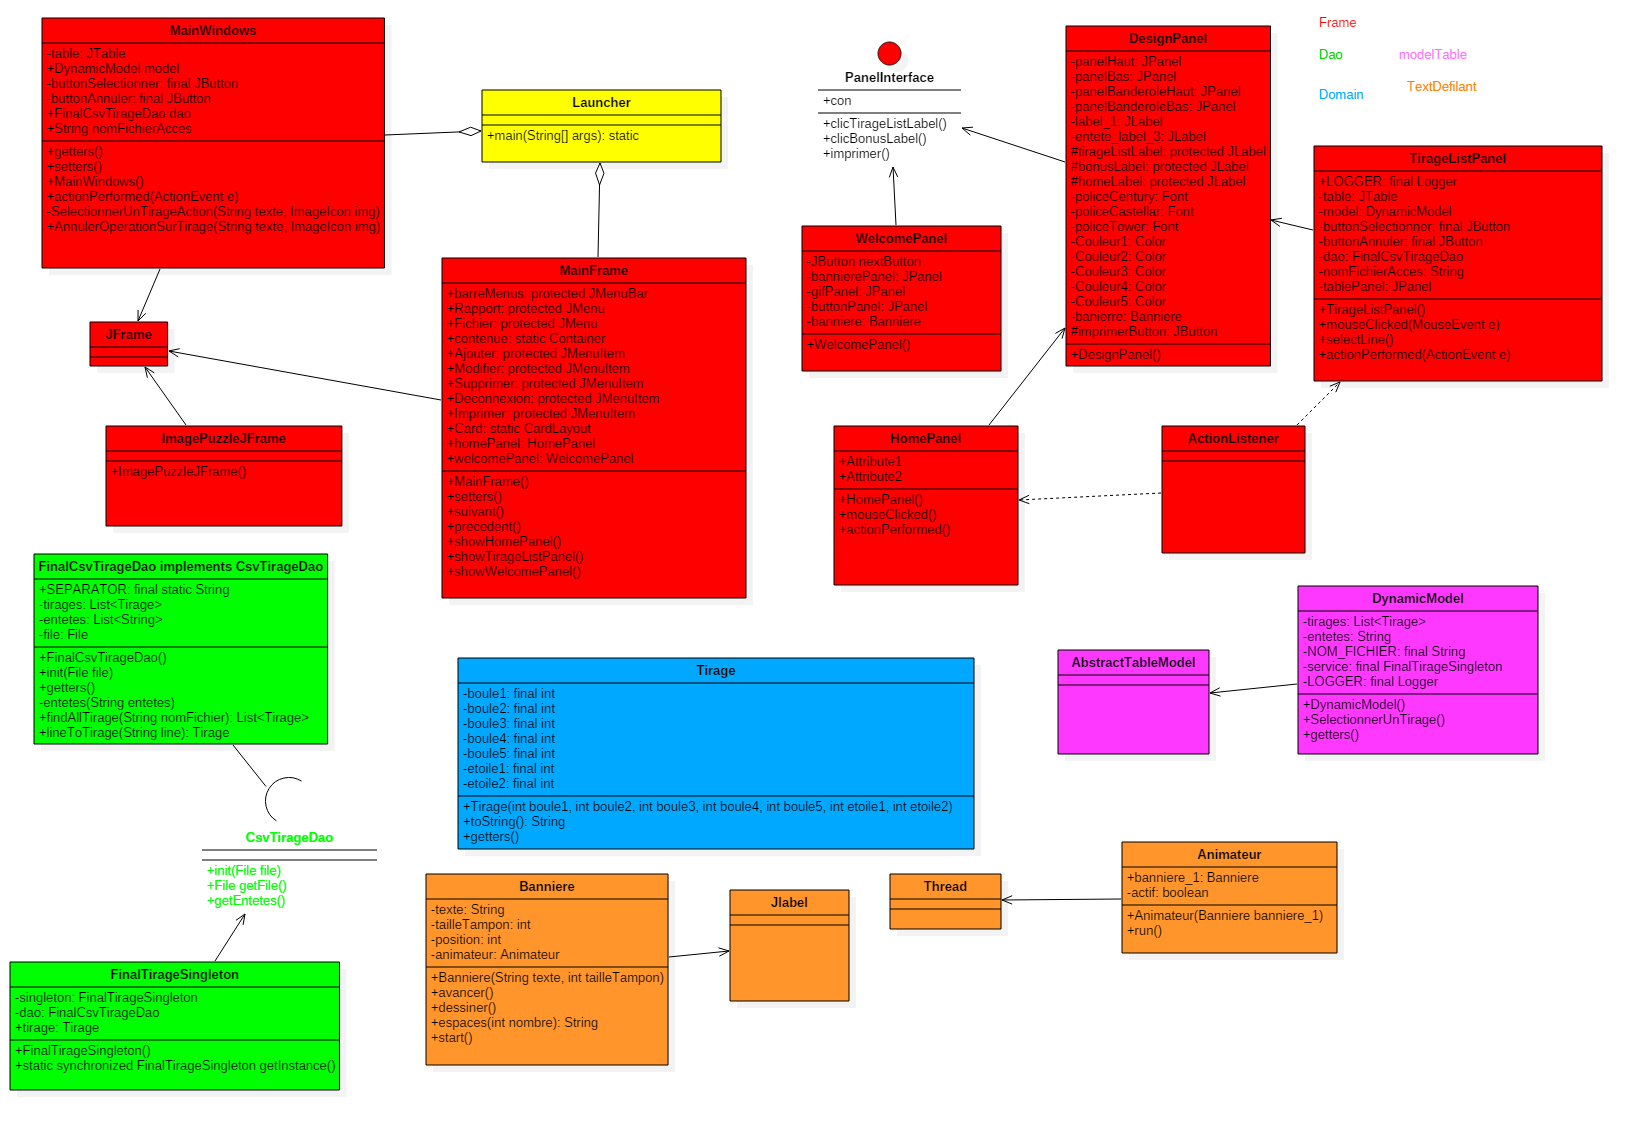 MainWindows
-table: JTable
+DynamicModel model
-buttonSelectionner: final JButton
-buttonAnnuler: final JButton
+FinalCsvTirageDao dao
+String nomFichierAcces
+getters()
+setters()
+MainWindows()
+actionPerformed(ActionEvent e)
-SelectionnerUnTirageAction(String texte, ImageIcon img)
+AnnulerOperationSurTirage(String texte, ImageIcon img)
Launcher
+main(String[] args): static
PanelInterface
+con
+clicTirageListLabel()
+clicBonusLabel()
+imprimer()
DesignPanel
-panelHaut: JPanel
-panelBas: JPanel
-panelBanderoleHaut: JPanel
-panelBanderoleBas: JPanel
-label_1: JLabel
-entete_label_3: JLabel
#tirageListLabel: protected JLabel
#bonusLabel: protected JLabel
#homeLabel: protected JLabel
-policeCentury: Font
-policeCastellar: Font
-policeTower: Font
-Couleur1: Color
-Couleur2: Color
-Couleur3: Color
-Couleur4: Color
-Couleur5: Color
-banierre: Banniere
#imprimerButton: JButton
+DesignPanel()
Frame
Dao
modelTable
TextDefilant
Domain
TirageListPanel
+LOGGER: final Logger
-table: JTable
-model: DynamicModel
-buttonSelectionner: final JButton
-buttonAnnuler: final JButton
-dao: FinalCsvTirageDao
-nomFichierAcces: String
-tablePanel: JPanel
+TirageListPanel()
+mouseClicked(MouseEvent e)
+selectLine()
+actionPerformed(ActionEvent e)
WelcomePanel
-JButton nextButton
-bannierePanel: JPanel
-gifPanel: JPanel
-buttonPanel: JPanel
-banniere: Banniere
+WelcomePanel()
MainFrame
+barreMenus: protected JMenuBar
+Rapport: protected JMenu
+Fichier: protected JMenu
+contenue: static Container
+Ajouter: protected JMenuItem
+Modifier: protected JMenuItem
+Supprimer: protected JMenuItem
+Deconnexion: protected JMenuItem
+Imprimer: protected JMenuItem
+Card: static CardLayout
+homePanel: HomePanel
+welcomePanel: WelcomePanel
+MainFrame()
+setters()
+suivant()
+precedent()
+showHomePanel()
+showTirageListPanel()
+showWelcomePanel()
JFrame
ImagePuzzleJFrame
+ImagePuzzleJFrame()
HomePanel
+Attribute1
+Attribute2
+HomePanel()
+mouseClicked()
+actionPerformed()
ActionListener
FinalCsvTirageDao implements CsvTirageDao
+SEPARATOR: final static String
-tirages: List<Tirage>
-entetes: List<String>
-file: File
+FinalCsvTirageDao()
+init(File file)
+getters()
-entetes(String entetes)
+findAllTirage(String nomFichier): List<Tirage>
+lineToTirage(String line): Tirage
CsvTirageDao
+init(File file)
+File getFile()
+getEntetes()
FinalTirageSingleton
-singleton: FinalTirageSingleton
-dao: FinalCsvTirageDao
+tirage: Tirage
+FinalTirageSingleton()
+static synchronized FinalTirageSingleton getInstance()
Tirage
-boule1: final int
-boule2: final int
-boule3: final int
-boule4: final int
-boule5: final int
-etoile1: final int
-etoile2: final int
+Tirage(int boule1, int boule2, int boule3, int boule4, int boule5, int etoile1, int etoile2)
+toString(): String
+getters()
AbstractTableModel
DynamicModel
-tirages: List<Tirage>
-entetes: String
-NOM_FICHIER: final String
-service: final FinalTirageSingleton
-LOGGER: final Logger
+DynamicModel()
+SelectionnerUnTirage()
+getters()
Banniere
-texte: String
-tailleTampon: int
-position: int
-animateur: Animateur
+Banniere(String texte, int tailleTampon)
+avancer()
+dessiner()
+espaces(int nombre): String
+start()
Jlabel
Thread
Animateur
+banniere_1: Banniere
-actif: boolean
+Animateur(Banniere banniere_1)
+run()